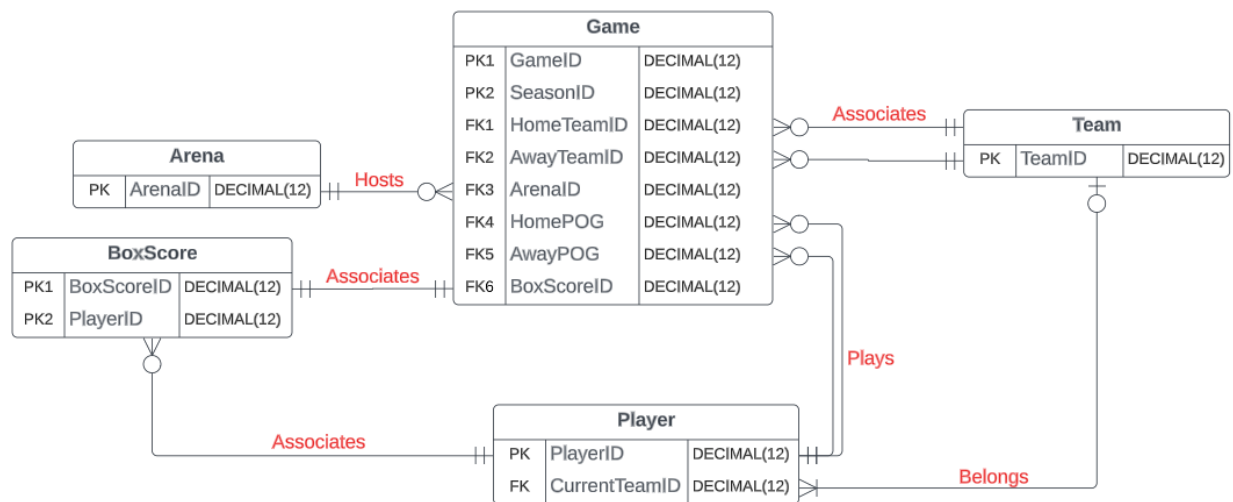 Game
PK1 GameID DECIMAL(12)
PK2 SeasonID DECIMAL(12)
FK1 HomeTeamID DECIMAL(12)
FK2 AwayTeamID DECIMAL(12)
FK3 ArenaID DECIMAL(12)
FK4 HomePOG DECIMAL(12)
FK5 AwayPOG DECIMAL(12)
FK6 BoxScoreID DECIMAL(12)
Associates
Team
PK TeamID DECIMAL(12)
Arena
PK ArenaID DECIMAL(12)
Hosts
BoxScore
PK1 BoxScoreID DECIMAL(12)
PK2 PlayerID DECIMAL(12)
Associates
Plays
Associates
Player
PK PlayerID DECIMAL(12)
FK CurrentTeamID DECIMAL(12)
Belongs